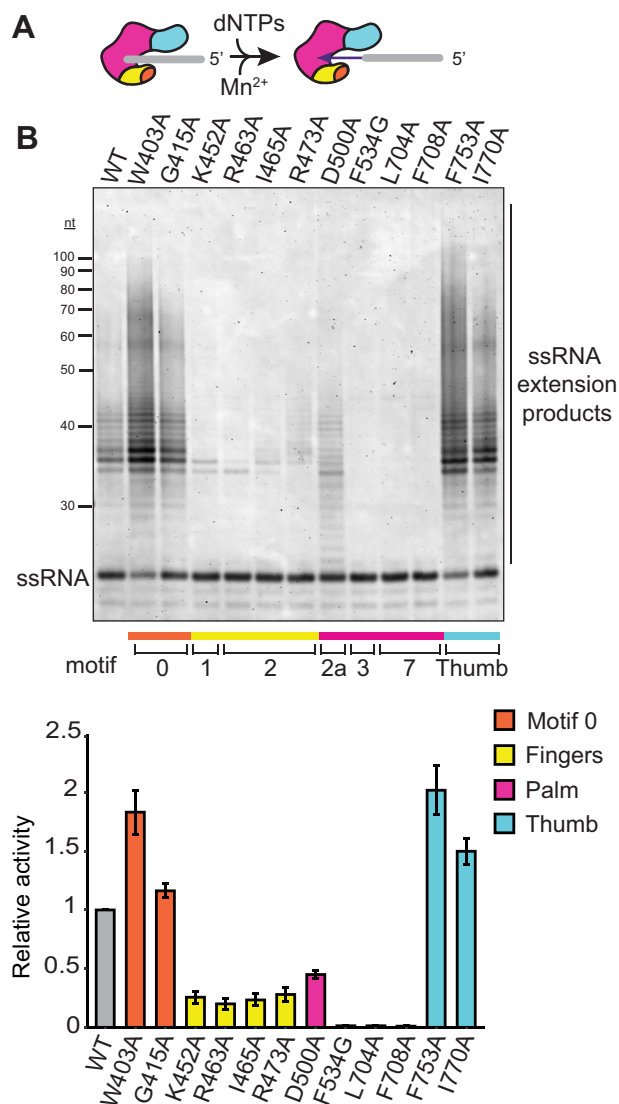 A
dNTPs
5’
5’
Mn2+
B
WT W403A G415A K452A R463A I465A R473A D500A F534G L704A F708A F753A I770A
nt
100
90
80
70
60
50
40
30
ssRNA extension products
ssRNA
motif 0 1 2 2a 3 7 Thumb
Relative activity
2.5
2
1.5
1
0.5
0
Motif 0
Fingers
Palm
Thumb
WT W403A G415A K452A R463A I465A R473A D500A F534G L704A F708A F753A I770A